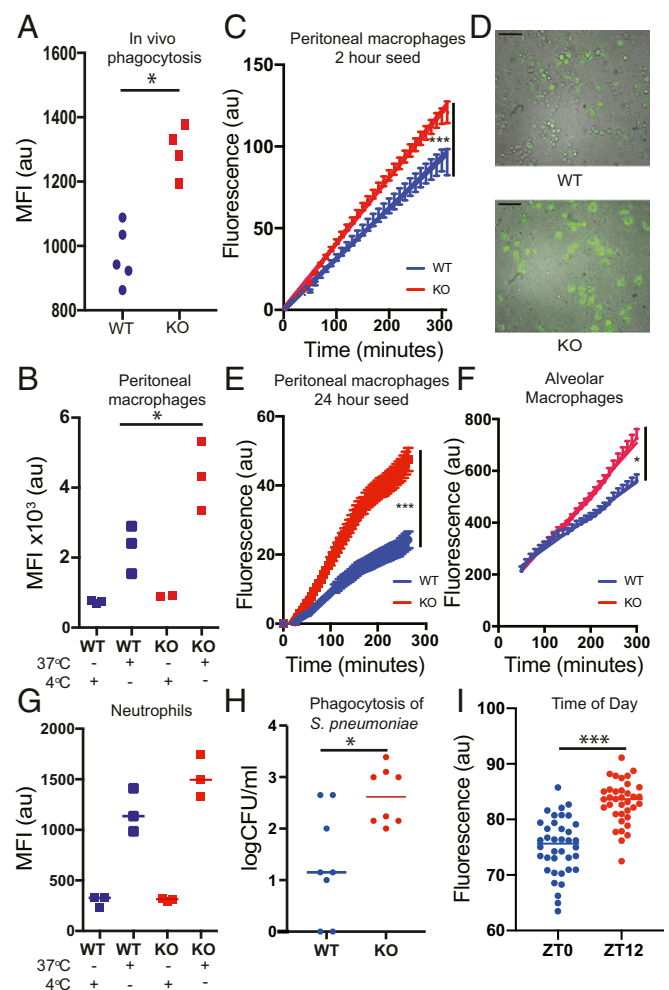 A
In vivo
phagocytosis
*
MFI (au)
1600
1400
1200
1000
800
WT
KO
C
Peritoneal macrophages
2 hour seed
Fluorescence (au)
150
100
50
0
***
WT
KO
0 100 200 300
Time (minutes)
D
WT
KO
B
Peritoneal
macrophages
*
MFI x10³ (au)
6
4
2
0
WT WT KO KO
37ºC - + - +
4ºC + - + -
E
Peritoneal macrophages
24 hour seed
Fluorescence (au)
60
40
20
0
***
WT
KO
0 100 200 300
Time (minutes)
F
Alveolar
Macrophages
Fluorescence (au)
800
600
400
200
0
*
WT
KO
0 100 200 300
Time (minutes)
G
Neutrophils
MFI (au)
2000
1500
1000
500
0
WT WT KO KO
37ºC - + - +
4ºC + - + -
H
Phagocytosis of
S. pneumoniae
*
logCFU/ml
4
3
2
1
0
WT KO
I
Time of Day
***
Fluorescence (au)
100
90
80
70
60
ZT0 ZT12